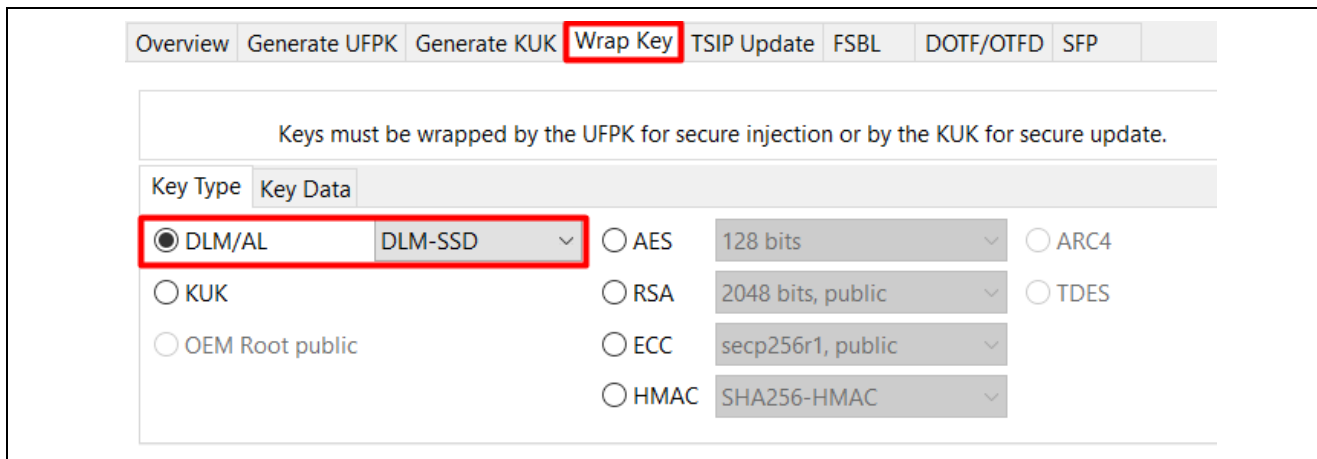 Overview Generate UFPK Generate KUK Wrap Key TSIP Update FSBL DOTF/OTFD SFP
Keys must be wrapped by the UFPK for secure injection or by the KUK for secure update.
Key Type Key Data
DLM/AL DLM-SSD AES 128 bits ARC4
KUK RSA 2048 bits, public TDES
OEM Root public ECC secp256r1, public
HMAC SHA256-HMAC